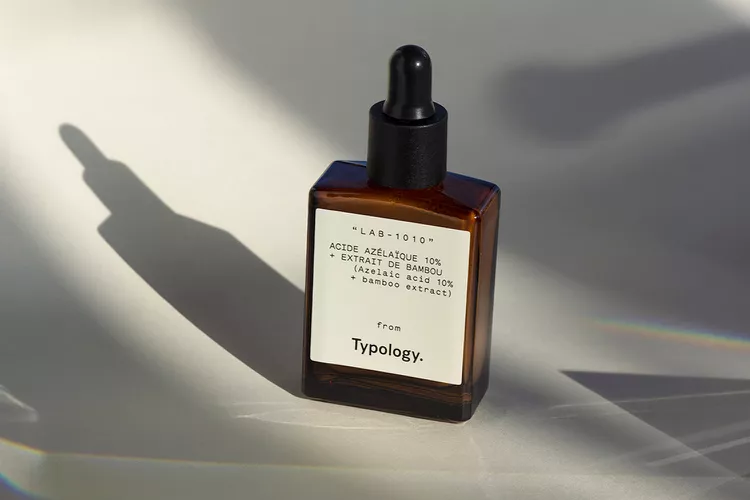 "LAB-1010"
ACIDE AZÉLAÏQUE 10%
+ EXTRAIT DE BAMBOU
(Azelaic acid 10%
+ bamboo extract)
from
Typology.